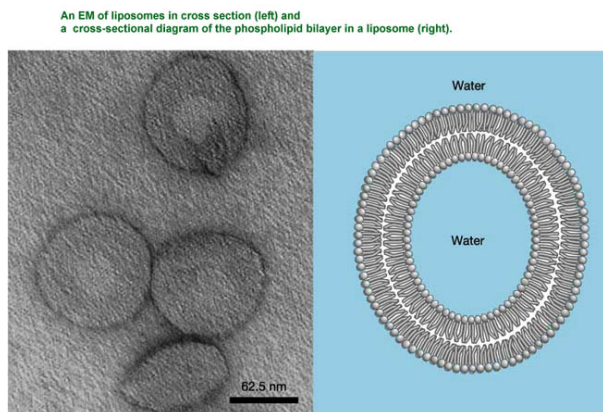 An EM of liposomes in cross section (left) and
a cross-sectional diagram of the phospholipid bilayer in a liposome (right).
Water
Water
62.5 nm